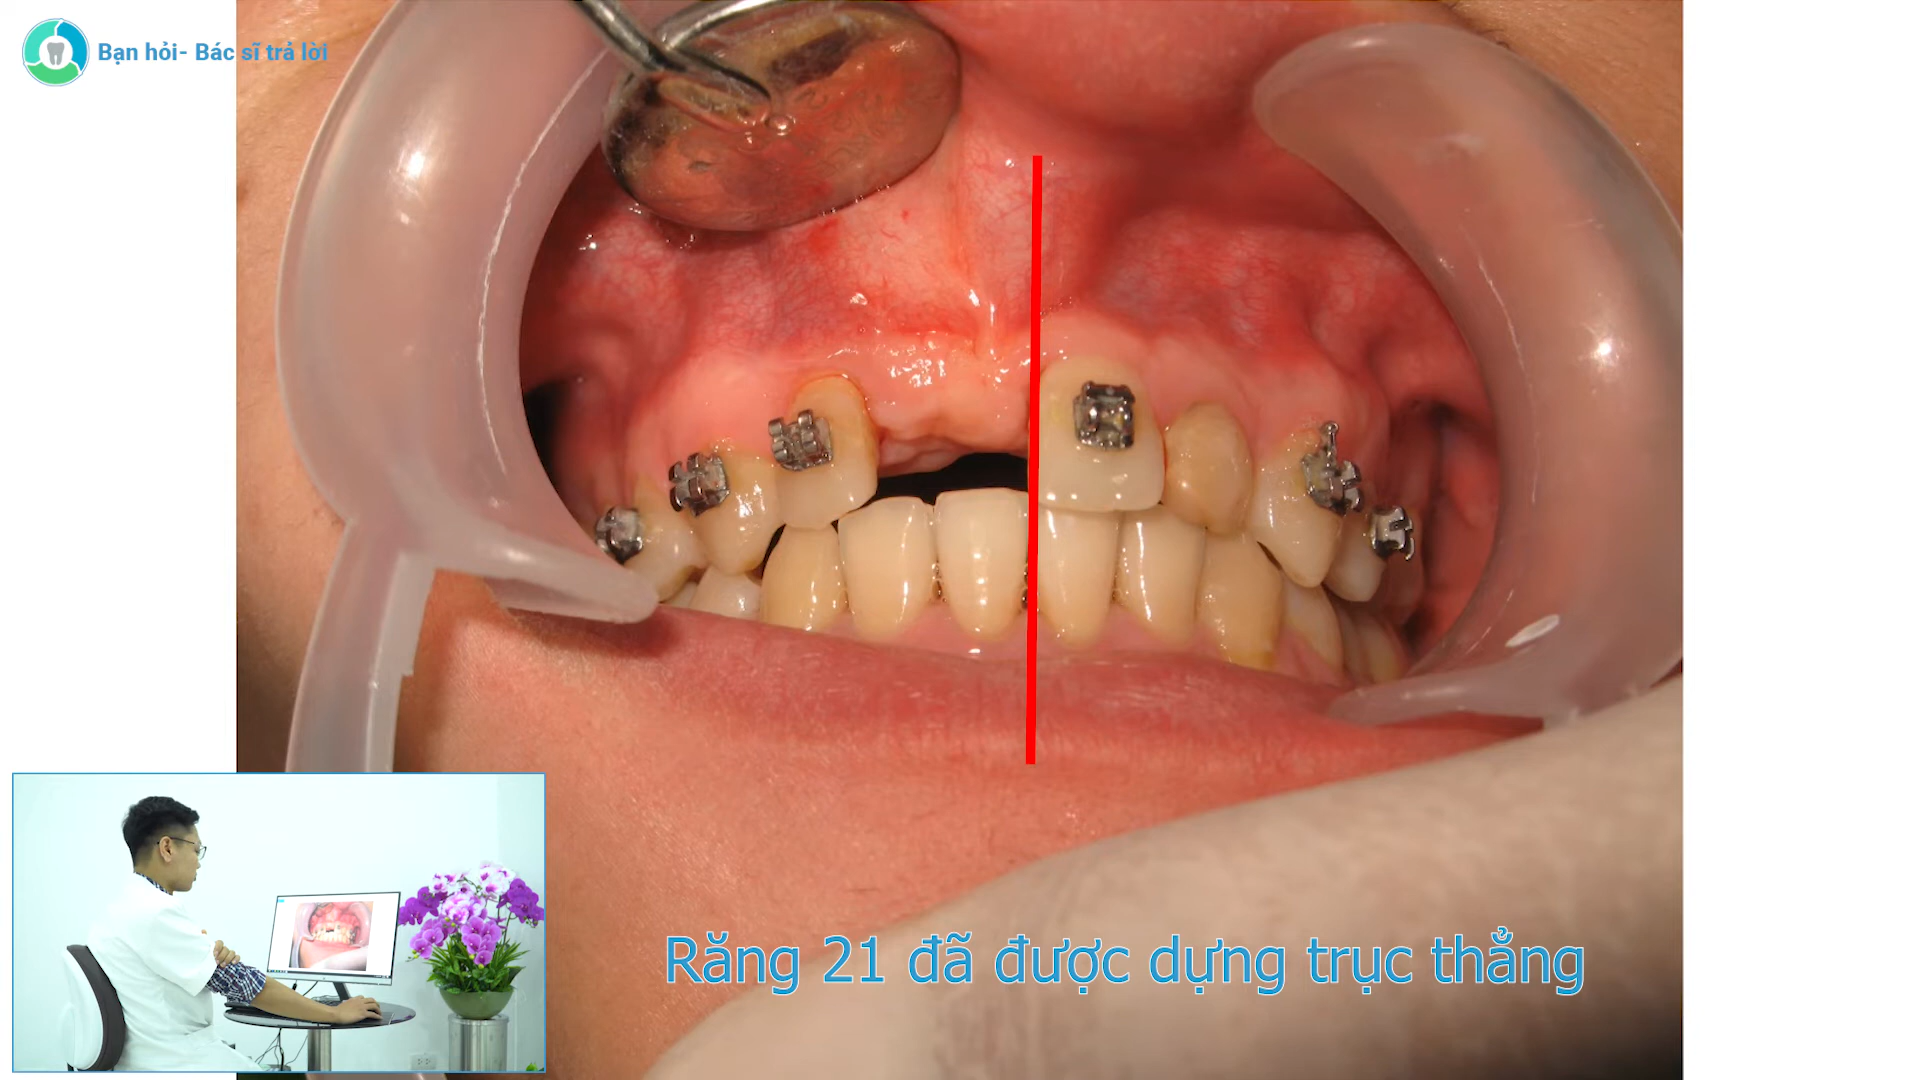 Bạn hỏi- Bác sĩ trả lời
Răng 21 đã được dựng trục thẳng